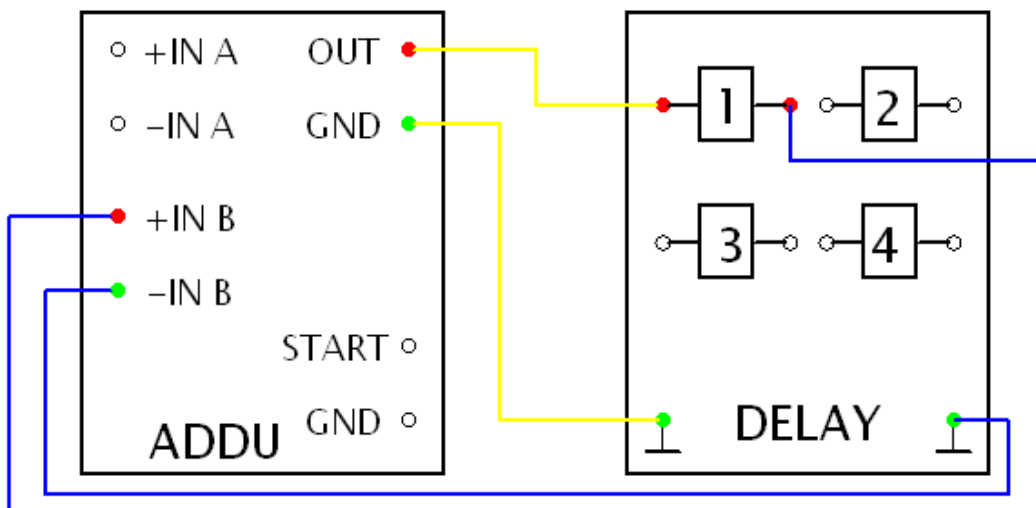 +IN A OUT
-IN A GND
+IN B
-IN B
START
GND
ADDU
1 2
3 4
DELAY